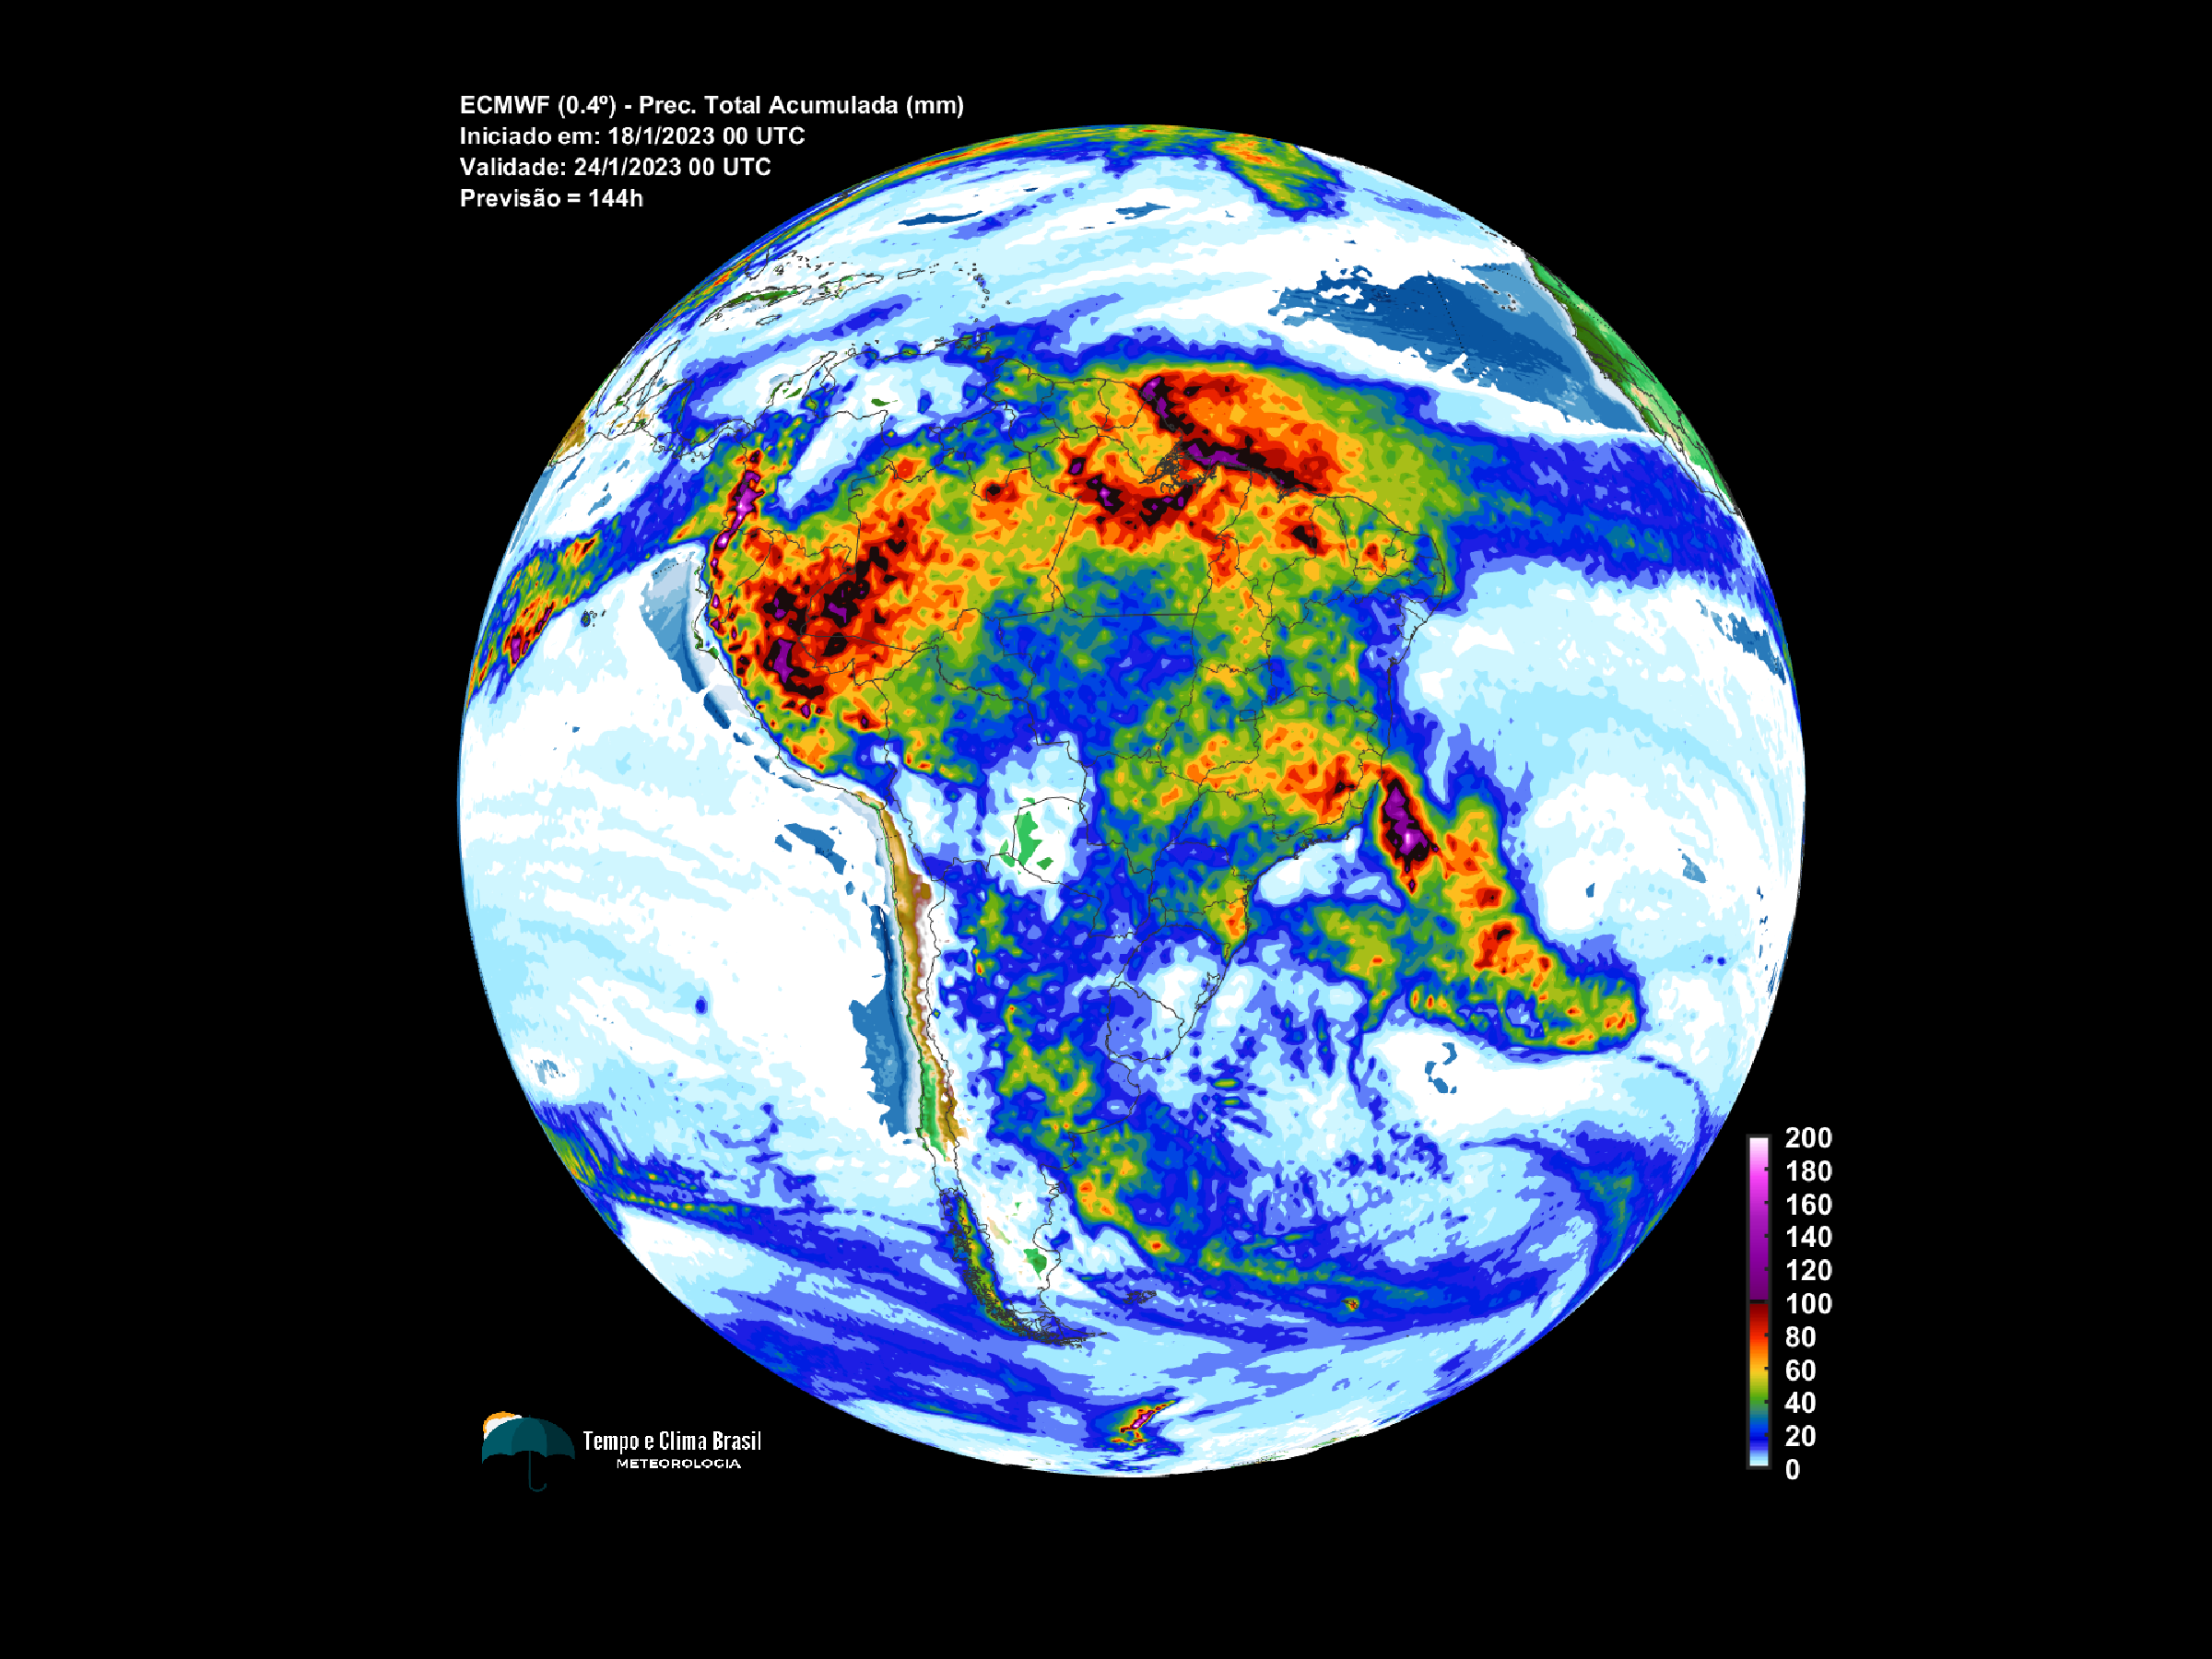 ECMWF (0.4º) - Prec. Total Acumulada (mm)
Iniciado em: 18/1/2023 00 UTC
Validade: 24/1/2023 00 UTC
Previsão = 144h
200
180
160
140
120
100
80
60
40
20
0
Tempo e Clima Brasil
METEOROLOGIA